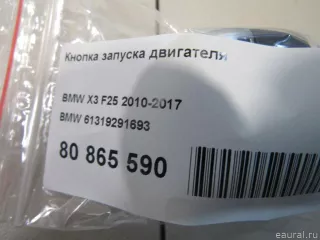 Кнопка запуска двигателя
BMW X3 F25 2010-2017
BMW 61319291693
80 865 590
eaural.ru